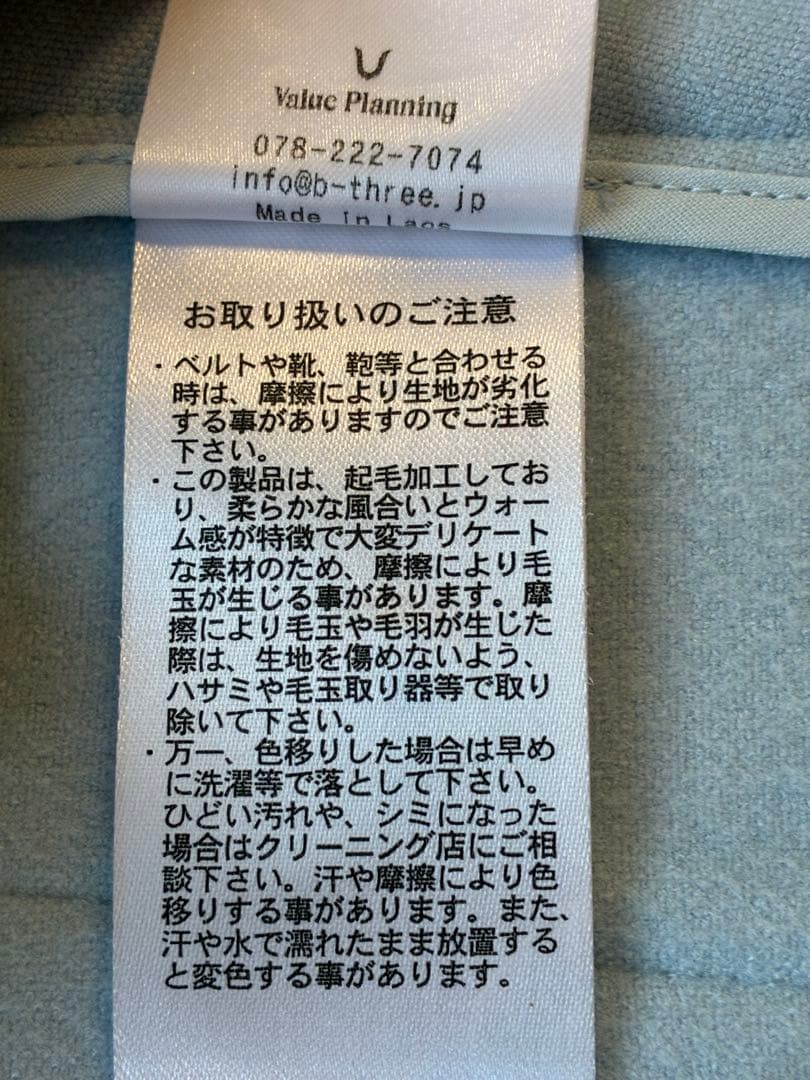 Value Planning
078-222-7074
info@b-three.jp
Made in Laos
お取り扱いのご注意
・ベルトや靴、鞄等と合わせる
時は、摩擦により生地が劣化
する事がありますのでご注意
下さい。
・この製品は、起毛加工してお
り、柔らかな風合いとウォー
ム感が特徴で大変デリケート
な素材のため、摩擦により毛
玉が生じる事があります。摩
擦により毛玉や毛羽が生じた
際は、生地を傷めないよう、
ハサミや毛玉取り器等で取り
除いて下さい。
・万一、色移りした場合は早め
に洗濯等で落として下さい。
ひどい汚れや、シミになった
場合はクリーニング店にご相
談下さい。汗や摩擦により色
移りする事があります。また、
汗や水で濡れたまま放置する
と変色する事があります。